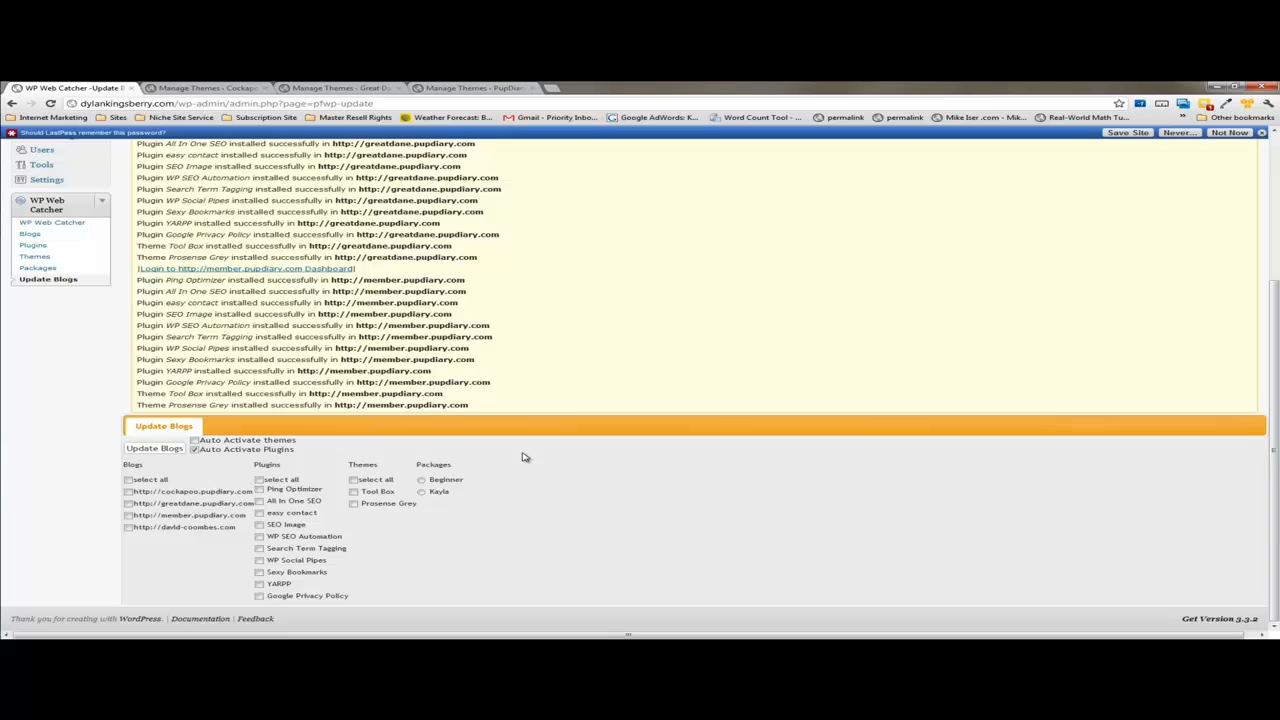 WP Web Catcher -Update B
Manage Themes - Cockapo
Manage Themes - Great Da
Manage Themes - PupDiar
dylankingsberry.com/wp-admin/admin.php?page=pfwp-update
Internet Marketing
Sites
Niche Site Service
Subscription Site
Master Resell Rights
Weather Forecast: B...
Gmail - Priority Inbo...
Google AdWords: K...
Word Count Tool - ...
permalink
permalink
Mike Iser .com - Mik...
Real-World Math Tu...
Other bookmarks
Should LastPass remember this password?
Save Site
Never...
Not Now
Users
Tools
Settings
WP Web Catcher
WP Web Catcher
Blogs
Plugins
Themes
Packages
Update Blogs
Plugin All In One SEO installed successfully in http://greatdane.pupdiary.com
Plugin easy contact installed successfully in http://greatdane.pupdiary.com
Plugin SEO Image installed successfully in http://greatdane.pupdiary.com
Plugin WP SEO Automation installed successfully in http://greatdane.pupdiary.com
Plugin Search Term Tagging installed successfully in http://greatdane.pupdiary.com
Plugin WP Social Pipes installed successfully in http://greatdane.pupdiary.com
Plugin Sexy Bookmarks installed successfully in http://greatdane.pupdiary.com
Plugin YARPP installed successfully in http://greatdane.pupdiary.com
Plugin Google Privacy Policy installed successfully in http://greatdane.pupdiary.com
Theme Tool Box installed successfully in http://greatdane.pupdiary.com
Theme Prosense Grey installed successfully in http://greatdane.pupdiary.com
|Login to http://member.pupdiary.com Dashboard|
Plugin Ping Optimizer installed successfully in http://member.pupdiary.com
Plugin All In One SEO installed successfully in http://member.pupdiary.com
Plugin easy contact installed successfully in http://member.pupdiary.com
Plugin SEO Image installed successfully in http://member.pupdiary.com
Plugin WP SEO Automation installed successfully in http://member.pupdiary.com
Plugin Search Term Tagging installed successfully in http://member.pupdiary.com
Plugin WP Social Pipes installed successfully in http://member.pupdiary.com
Plugin Sexy Bookmarks installed successfully in http://member.pupdiary.com
Plugin YARPP installed successfully in http://member.pupdiary.com
Plugin Google Privacy Policy installed successfully in http://member.pupdiary.com
Theme Tool Box installed successfully in http://member.pupdiary.com
Theme Prosense Grey installed successfully in http://member.pupdiary.com
Update Blogs
Auto Activate themes
Update Blogs
Auto Activate Plugins
Blogs
select all
http://cockapoo.pupdiary.com
http://greatdane.pupdiary.com
http://member.pupdiary.com
http://david-coombes.com
Plugins
select all
Ping Optimizer
All In One SEO
easy contact
SEO Image
WP SEO Automation
Search Term Tagging
WP Social Pipes
Sexy Bookmarks
YARPP
Google Privacy Policy
Themes
select all
Tool Box
Prosense Grey
Packages
Beginner
Kayla
Thank you for creating with WordPress. | Documentation | Feedback
Get Version 3.3.2